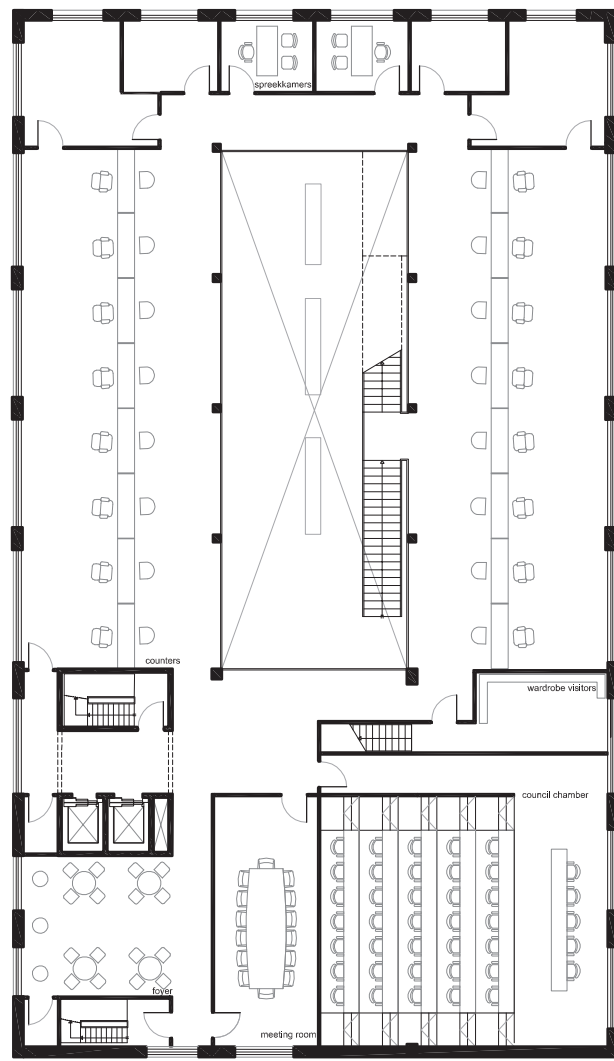 spreekkamers
counters
wardrobe visitors
council chamber
foyer
meeting room